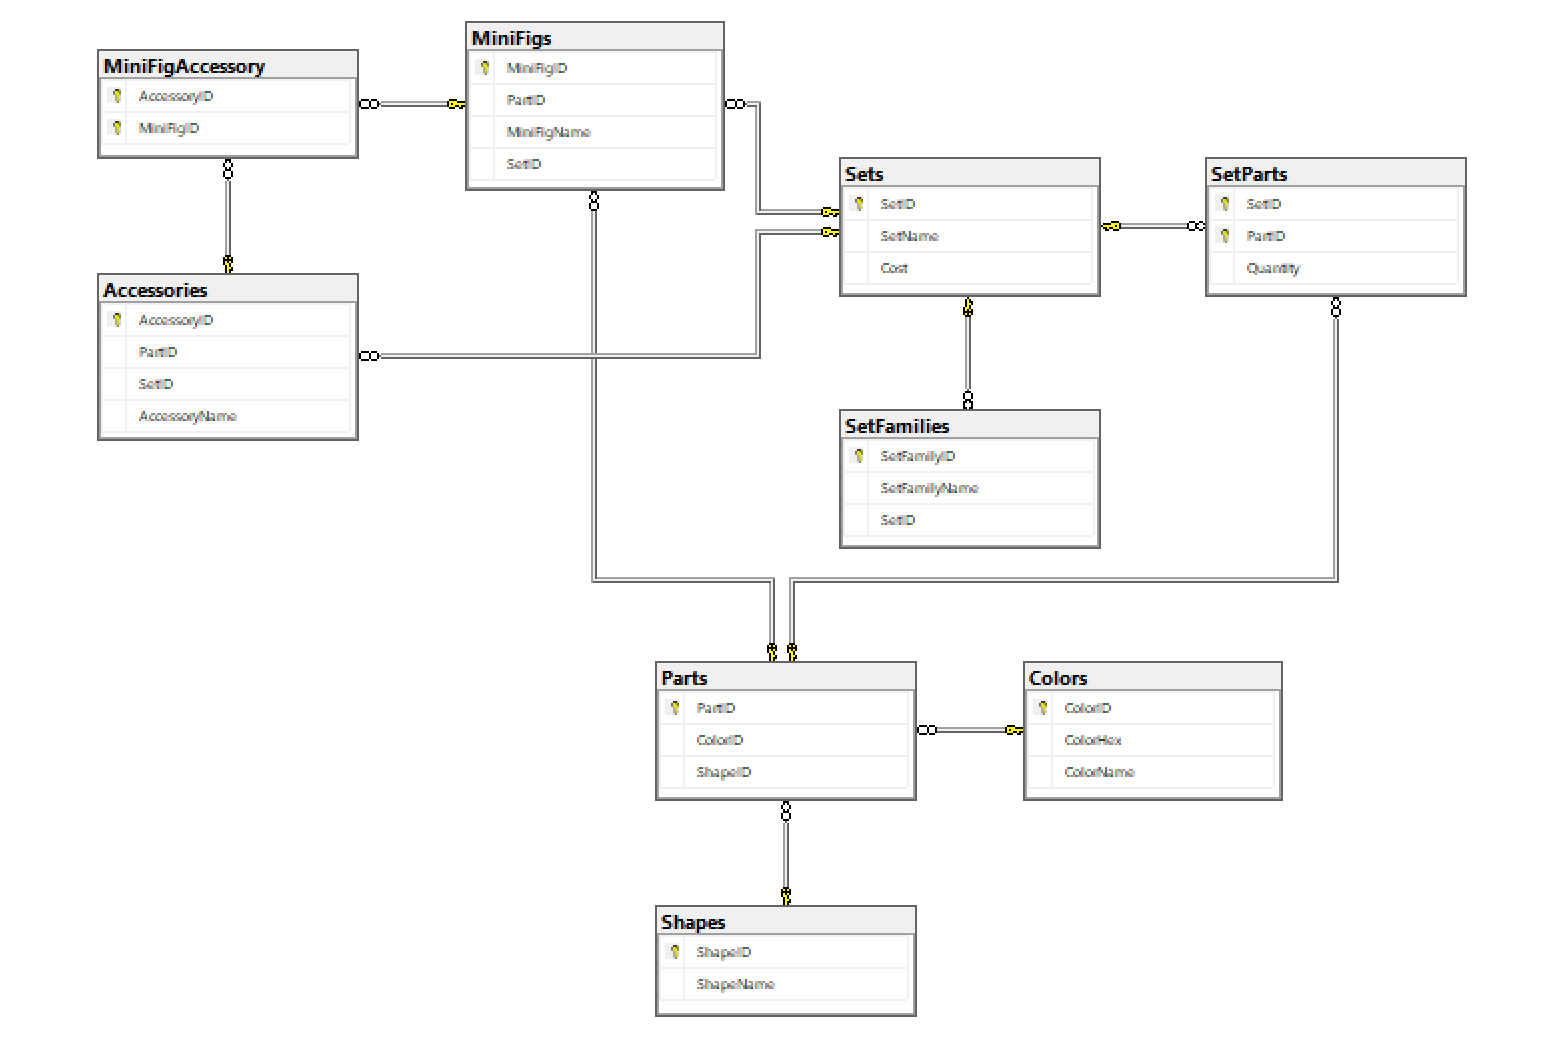 MiniFigAccessory
AccessoryID
MiniFigID
MiniFigs
MiniFigID
PartID
MiniFigName
SetID
Sets
SetID
SetName
Cost
SetParts
SetID
PartID
Quantity
Accessories
AccessoryID
PartID
SetID
AccessoryName
SetFamilies
SetFamilyID
SetFamilyName
SetID
Parts
PartID
ColorID
ShapeID
Colors
ColorID
ColorHex
ColorName
Shapes
ShapeID
ShapeName